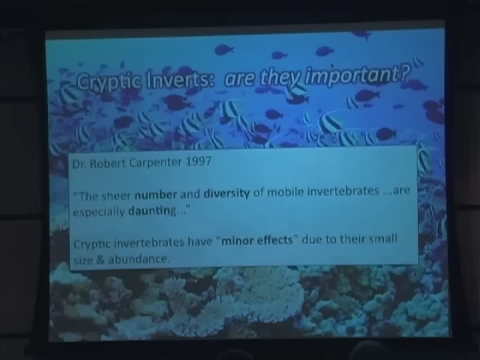 Cryptic Inverts: are they important?
Dr. Robert Carpenter 1997
"The sheer number and diversity of mobile invertebrates ...are
especially daunting..."
Cryptic invertebrates have "minor effects" due to their small
size & abundance.